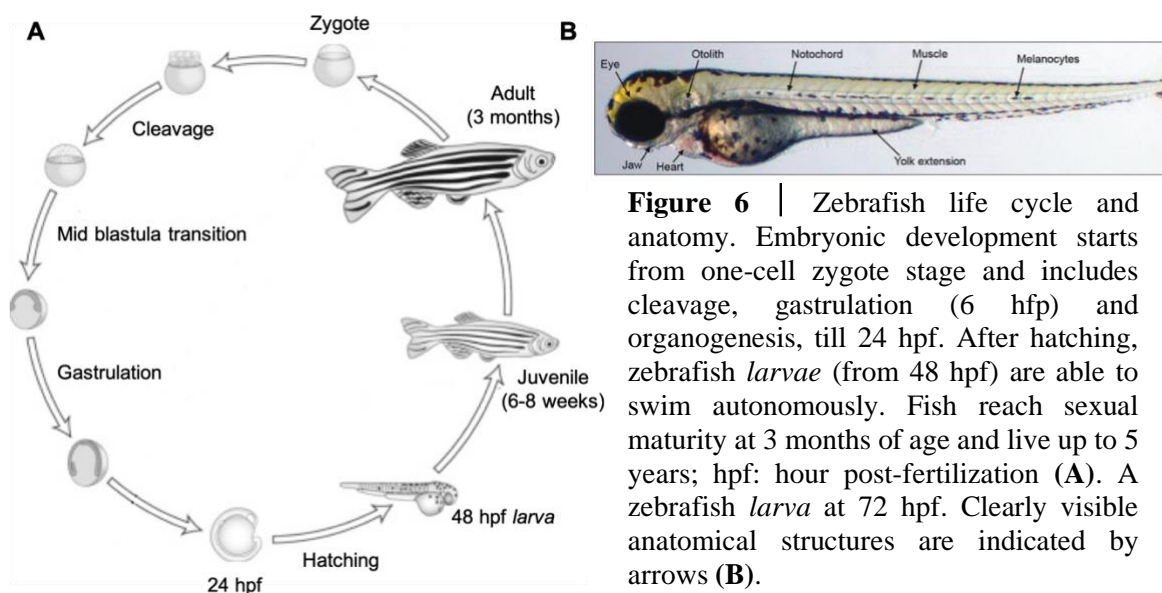 A
Zygote
Cleavage
Mid blastula transition
Gastrulation
24 hpf
Hatching
48 hpf larva
Juvenile
(6-8 weeks)
Adult
(3 months)
B
Eye
Otolith
Notochord
Muscle
Melanocytes
Jaw
Heart
Yolk extension
Figure 6 | Zebrafish life cycle and
anatomy. Embryonic development starts
from one-cell zygote stage and includes
cleavage, gastrulation (6 hfp) and
organogenesis, till 24 hpf. After hatching,
zebrafish larvae (from 48 hpf) are able to
swim autonomously. Fish reach sexual
maturity at 3 months of age and live up to 5
years; hpf: hour post-fertilization (A). A
zebrafish larva at 72 hpf. Clearly visible
anatomical structures are indicated by
arrows (B).